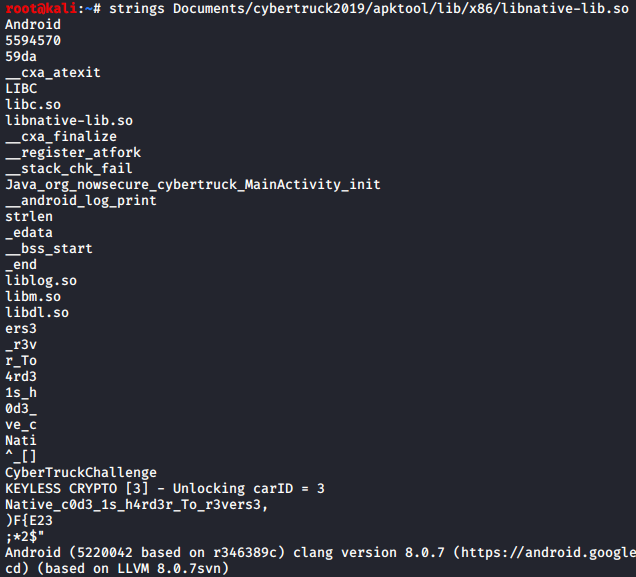 root@kali:~# strings Documents/cybertruck2019/apktool/lib/x86/libnative-lib.so
Android
5594570
59da
__cxa_atexit
LIBC
libc.so
libnative-lib.so
__cxa_finalize
__register_atfork
__stack_chk_fail
Java_org_nowsecure_cybertruck_MainActivity_init
__android_log_print
strlen
_edata
__bss_start
_end
liblog.so
libm.so
libdl.so
ers3
_r3v
r_To
4rd3
1s_h
0d3_
ve_c
Nati
^_[]
CyberTruckChallenge
KEYLESS CRYPTO [3] - Unlocking carID = 3
Native_c0d3_1s_h4rd3r_To_r3vers3,
)F{E23
;*2$"
Android (5220042 based on r346389c) clang version 8.0.7 (https://android.google
cd) (based on LLVM 8.0.7svn)